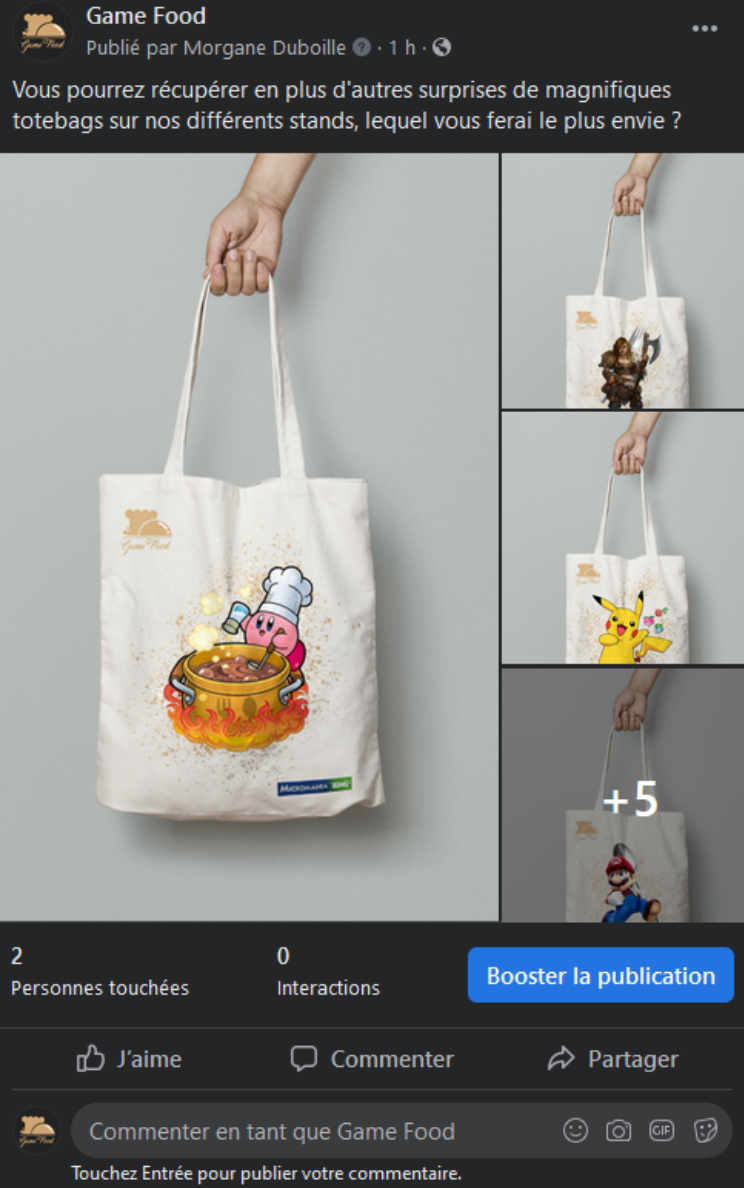 Game Food
Publié par Morgane Duboille · 1 h ·
Vous pourrez récupérer en plus d'autres surprises de magnifiques
totebags sur nos différents stands, lequel vous ferai le plus envie ?
Game Food
MICROMANIA ZING
+5
2
Personnes touchées
0
Interactions
Booster la publication
J'aime
Commenter
Partager
Commenter en tant que Game Food
GIF
Touchez Entrée pour publier votre commentaire.